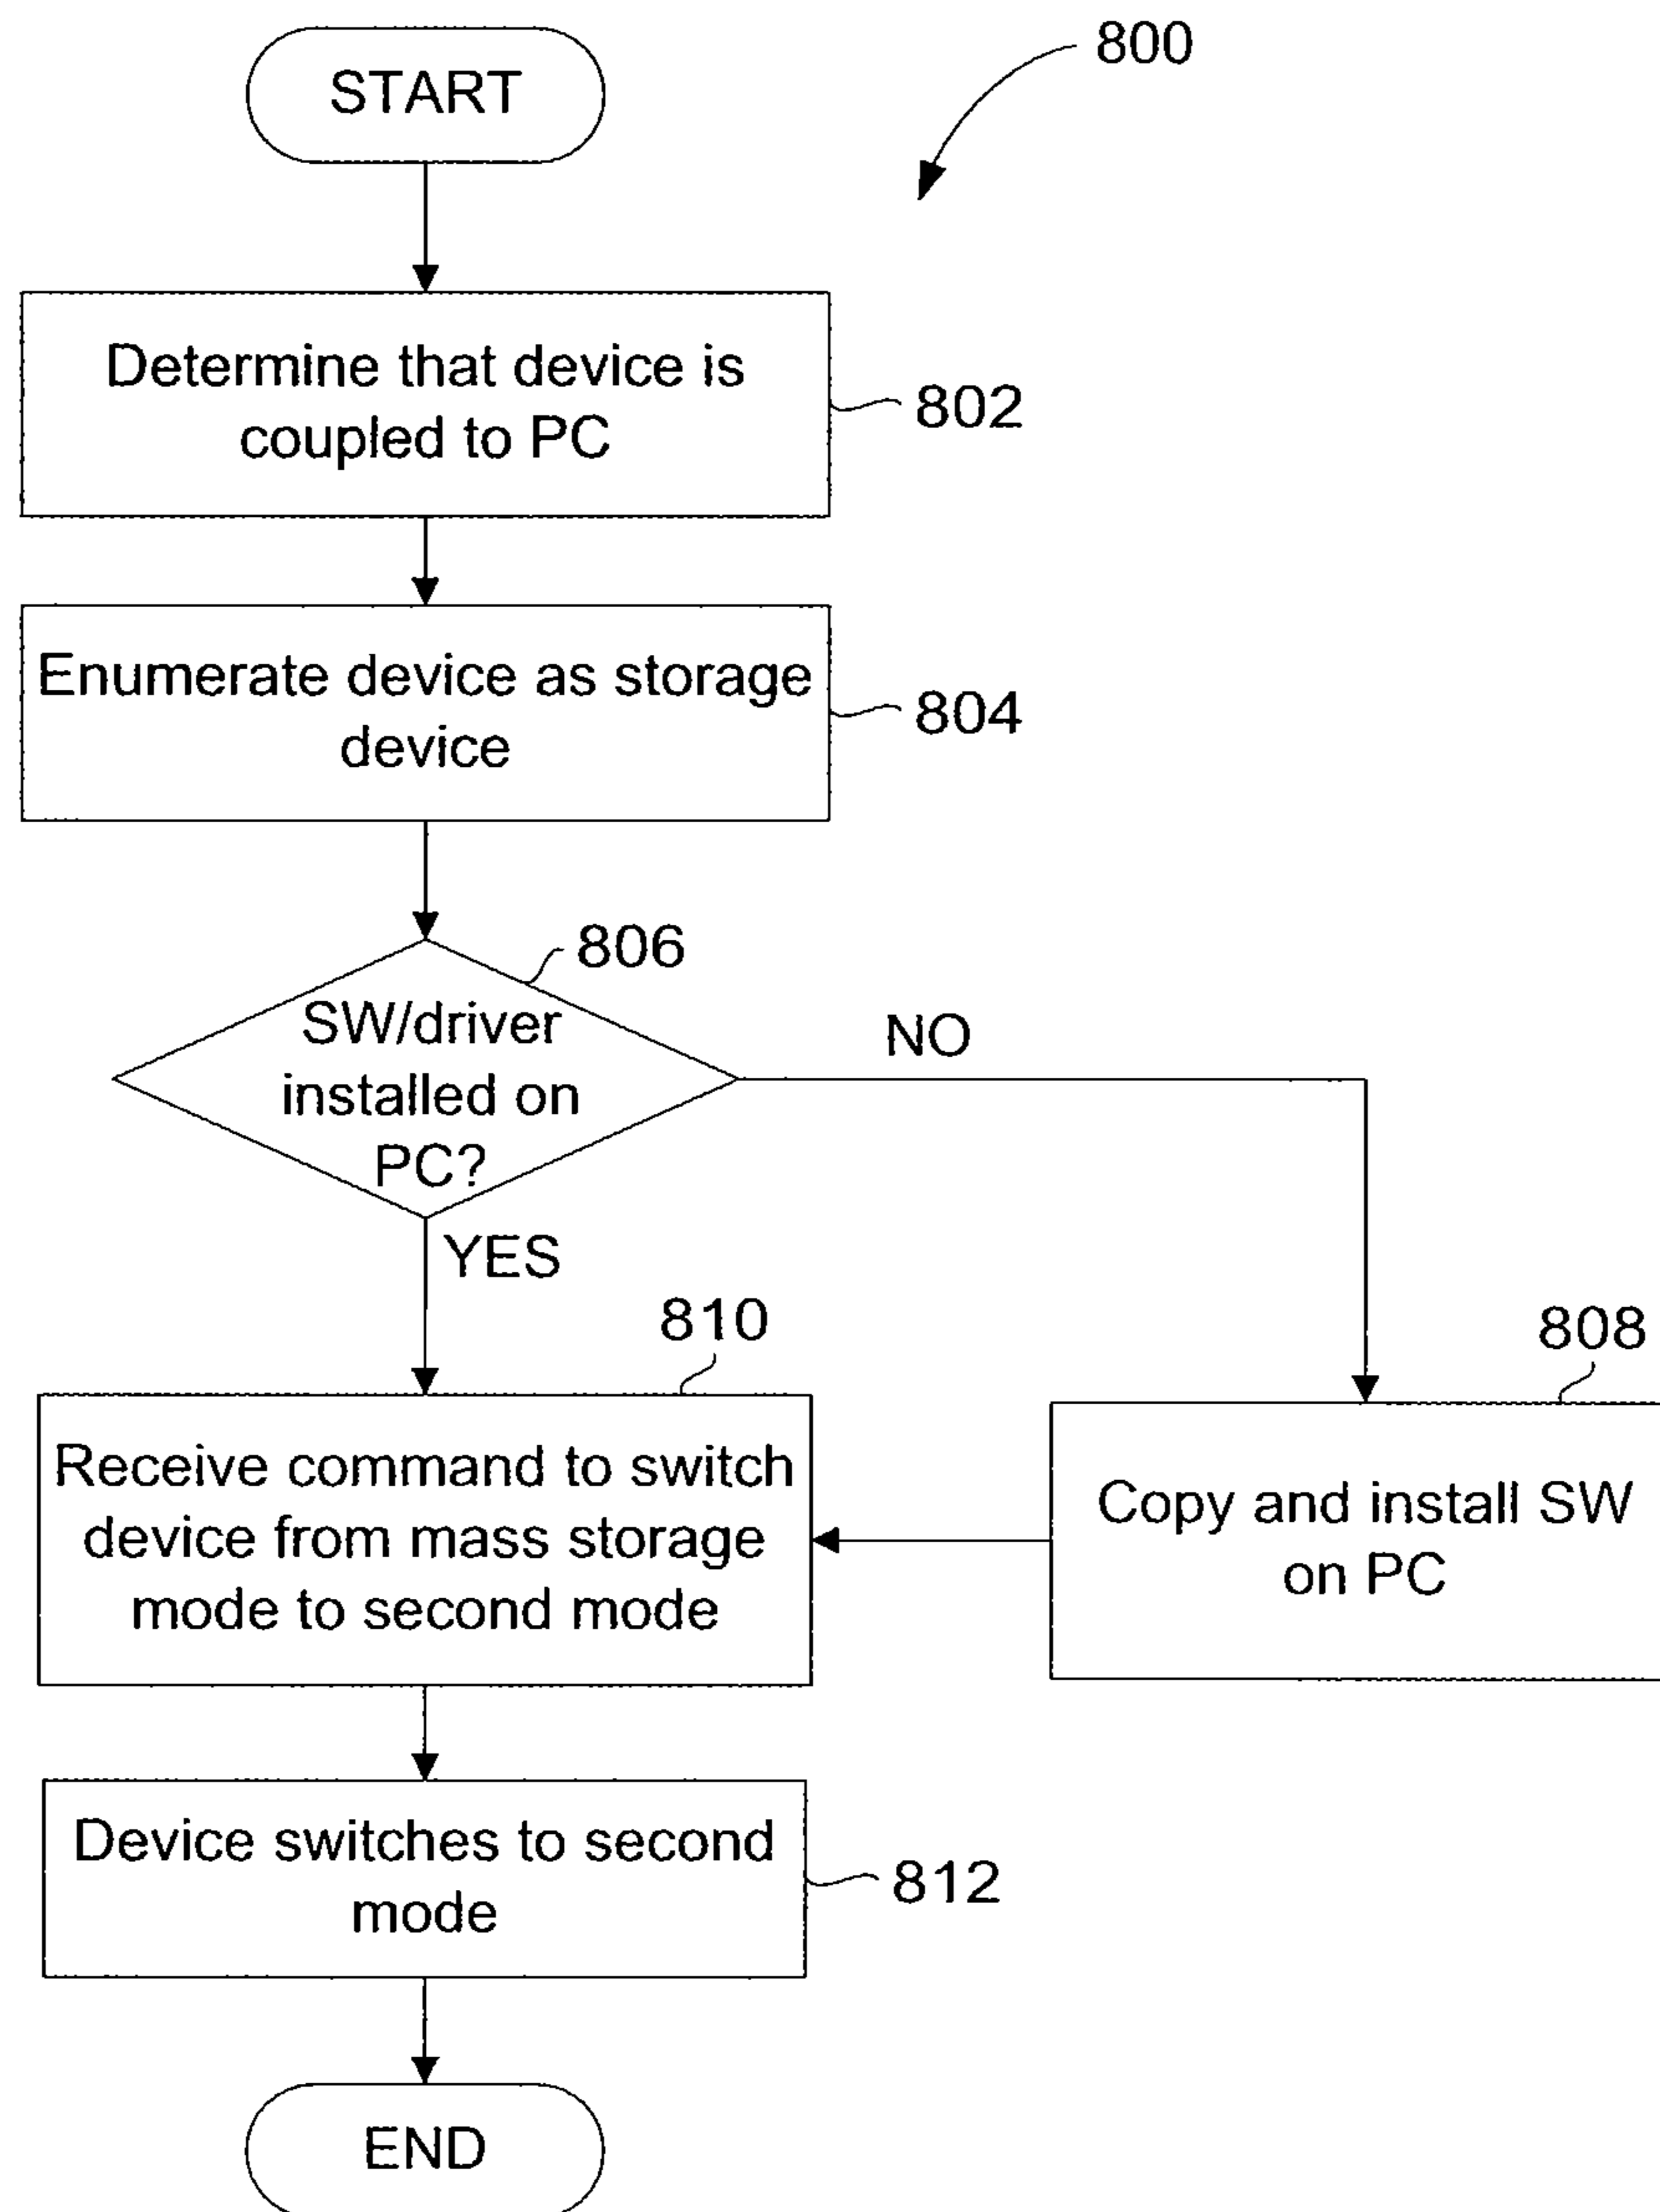 START
800
Determine that device is
coupled to PC
802
Enumerate device as storage
device
804
806
SW/driver
installed on
PC?
NO
YES
810
808
Receive command to switch
device from mass storage
mode to second mode
Copy and install SW
on PC
Device switches to second
mode
812
END